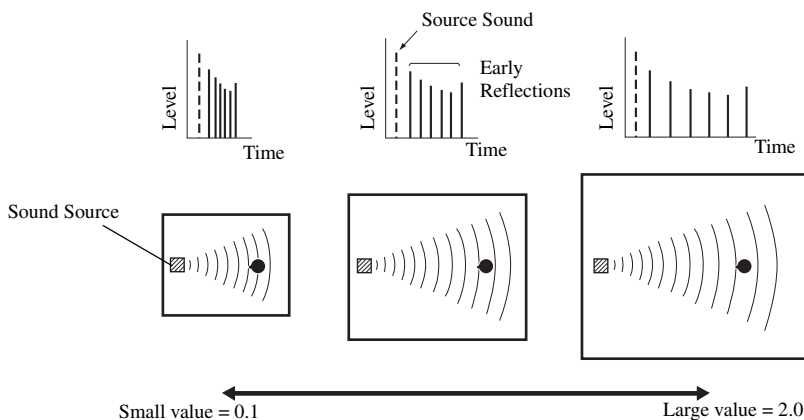 Source Sound
Early
Reflections
Level
Time
Level
Time
Level
Time
Sound Source
Small value = 0.1
Large value = 2.0